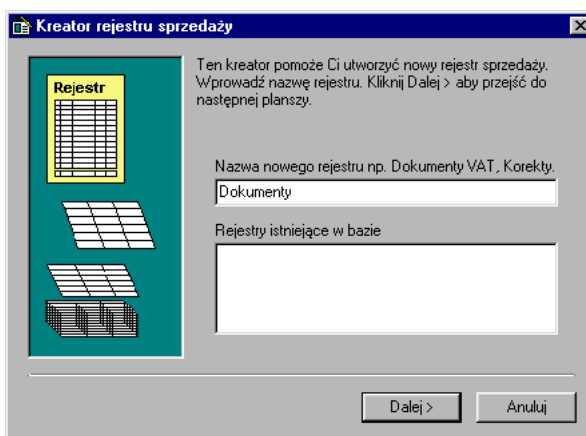 Kreator rejestru sprzedaży
Rejestr
Ten kreator pomoże Ci utworzyć nowy rejestr sprzedaży.
Wprowadź nazwę rejestru. Kliknij Dalej > aby przejść do
następnej planszy.
Nazwa nowego rejestru np. Dokumenty VAT, Korekty.
Dokumenty
Rejestry istniejące w bazie
Dalej >
Anuluj